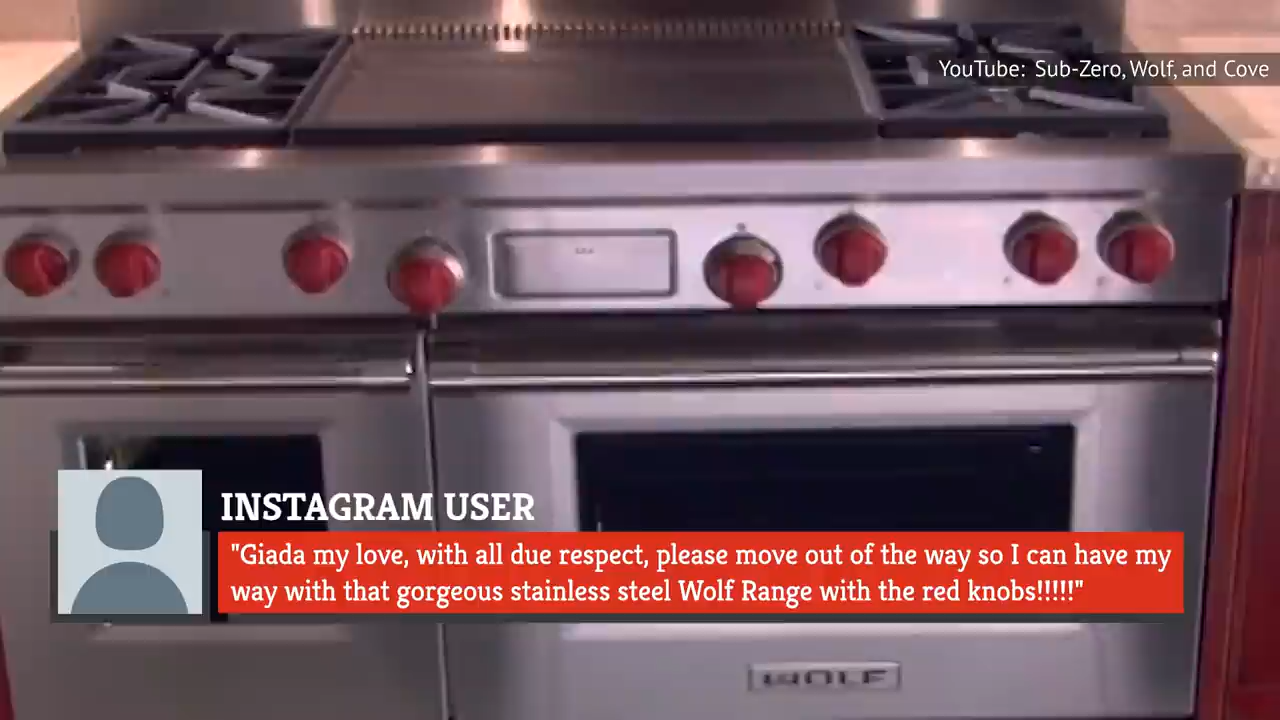 YouTube: Sub-Zero, Wolf, and Cove
INSTAGRAM USER
"Giada my love, with all due respect, please move out of the way so I can have my
way with that gorgeous stainless steel Wolf Range with the red knobs!!!!!"
WOLF